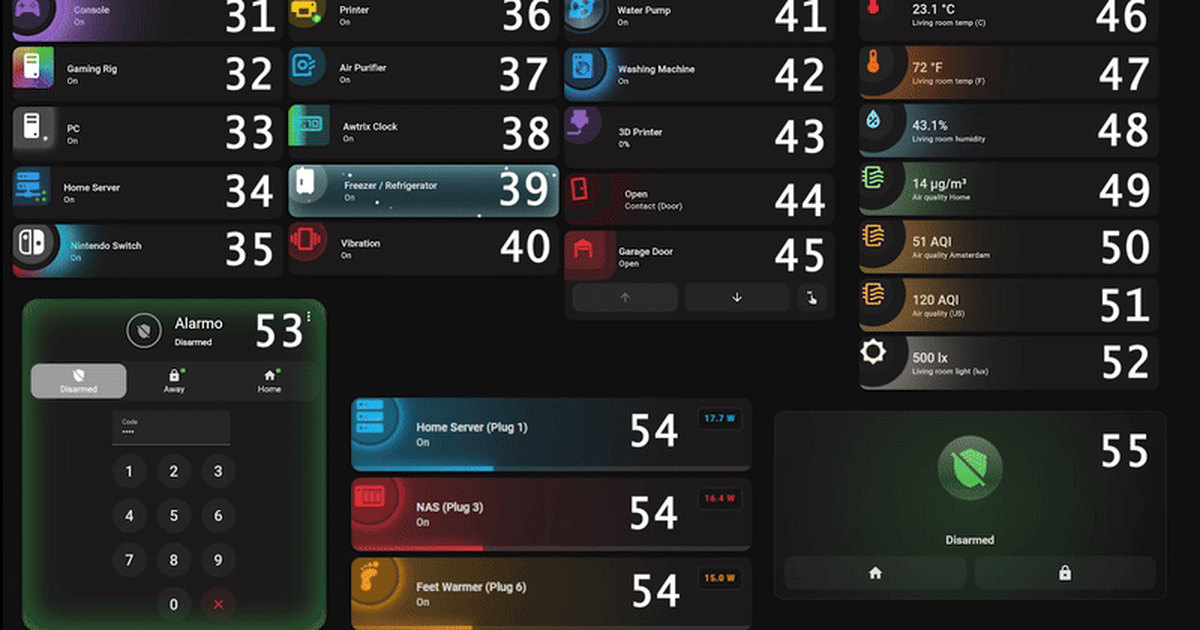 Console
On
31
Gaming Rig
On
32
PC
On
33
Home Server
On
34
Nintendo Switch
On
35
Printer
On
36
Air Purifier
On
37
Awtrix Clock
On
38
Freezer / Refrigerator
On
39
Vibration
On
40
Water Pump
On
41
Washing Machine
On
42
3D Printer
0%
43
Open
Contact (Door)
44
Garage Door
Open
45
23.1 °C
Living room temp (C)
46
72 °F
Living room temp (F)
47
43.1%
Living room humidity
48
14 µg/m³
Air quality Home
49
51 AQI
Air quality Amsterdam
50
120 AQI
Air quality (US)
51
500 lx
Living room light (lux)
52
Alarmo
Disarmed
53
Disarmed Away Home
Code
••••
1 2 3
4 5 6
7 8 9
0
Home Server (Plug 1)
On
54
17.7 W
NAS (Plug 3)
On
54
16.4 W
Feet Warmer (Plug 6)
On
54
15.0 W
55
Disarmed